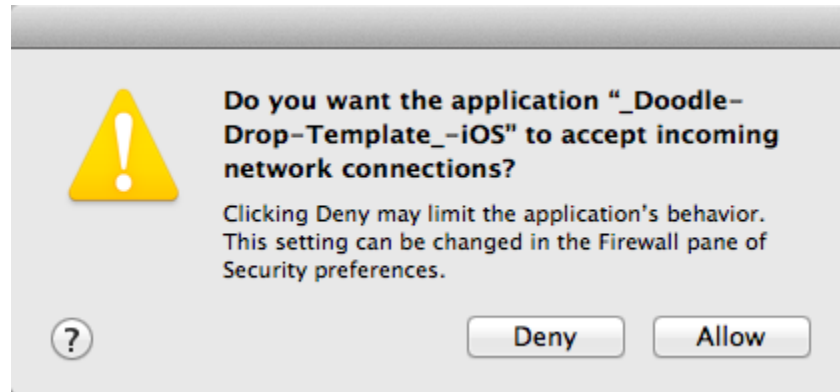 Do you want the application “_Doodle-
Drop-Template_-iOS" to accept incoming
network connections?
Clicking Deny may limit the application’s behavior.
This setting can be changed in the Firewall pane of
Security preferences.
?
Deny
Allow